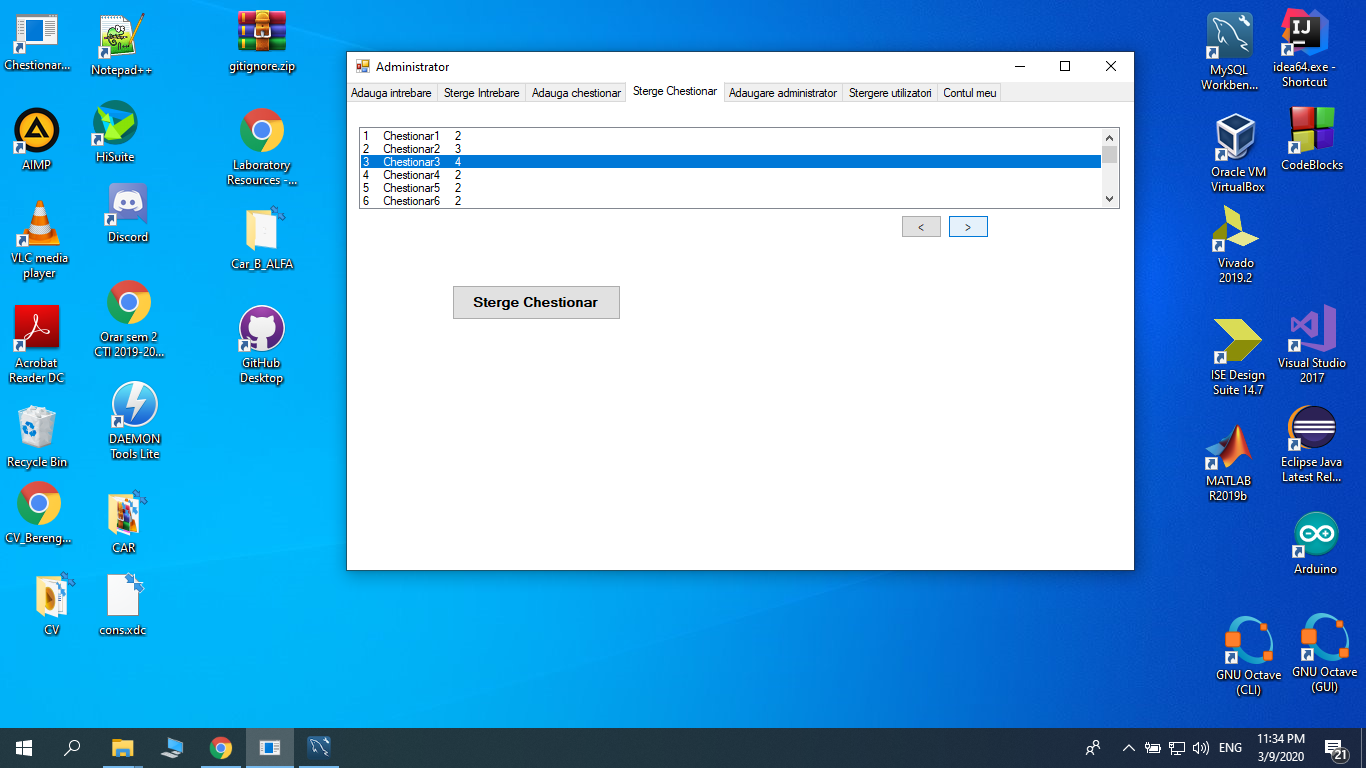 Chestionar...
Notepad++
gitignore.zip
AIMP
HiSuite
Laboratory
Resources -...
VLC media
player
Discord
Car_B_ALFA
Acrobat
Reader DC
Orar sem 2
CTI 2019-20...
GitHub
Desktop
Recycle Bin
DAEMON
Tools Lite
CV_Bereng...
CAR
CV
cons.xdc
Administrator
Adauga intrebare
Sterge Intrebare
Adauga chestionar
Sterge Chestionar
Adaugare administrator
Stergere utilizatori
Contul meu
1 Chestionar1 2
2 Chestionar2 3
3 Chestionar3 4
4 Chestionar4 2
5 Chestionar5 2
6 Chestionar6 2
< >
Sterge Chestionar
MySQL
Workben...
IJ
idea64.exe -
Shortcut
Oracle VM
VirtualBox
CodeBlocks
Vivado
2019.2
ISE Design
Suite 14.7
Visual Studio
2017
MATLAB
R2019b
Eclipse Java
Latest Rel...
Arduino
GNU Octave
(CLI)
GNU Octave
(GUI)
ENG
11:34 PM
3/9/2020
21